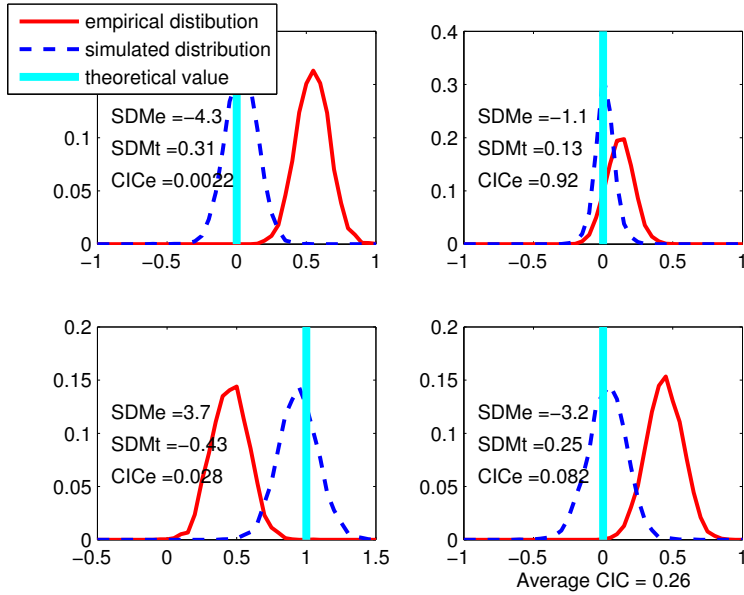 empirical distibution
simulated distrubution
theoretical value
0.1
0.05
0
SDMe =−4.3
SDMt =0.31
CICe =0.0022
−1
−0.5
0
0.5
1
0.4
0.3
0.2
0.1
0
SDMe =−1.1
SDMt =0.13
CICe =0.92
−1
−0.5
0
0.5
1
0.2
0.15
0.1
0.05
0
SDMe =3.7
SDMt =−0.43
CICe =0.028
−0.5
0
0.5
1
1.5
0.2
0.15
0.1
0.05
0
SDMe =−3.2
SDMt =0.25
CICe =0.082
−1
−0.5
0
0.5
1
Average CIC = 0.26